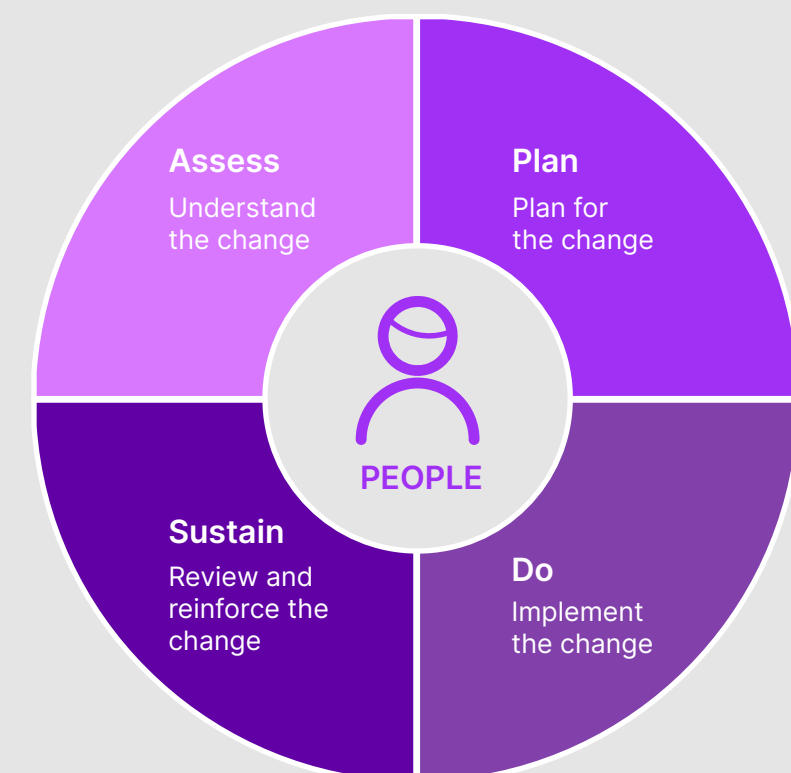 Assess
Understand
the change
Plan
Plan for
the change
PEOPLE
Sustain
Review and
reinforce the
change
Do
Implement
the change